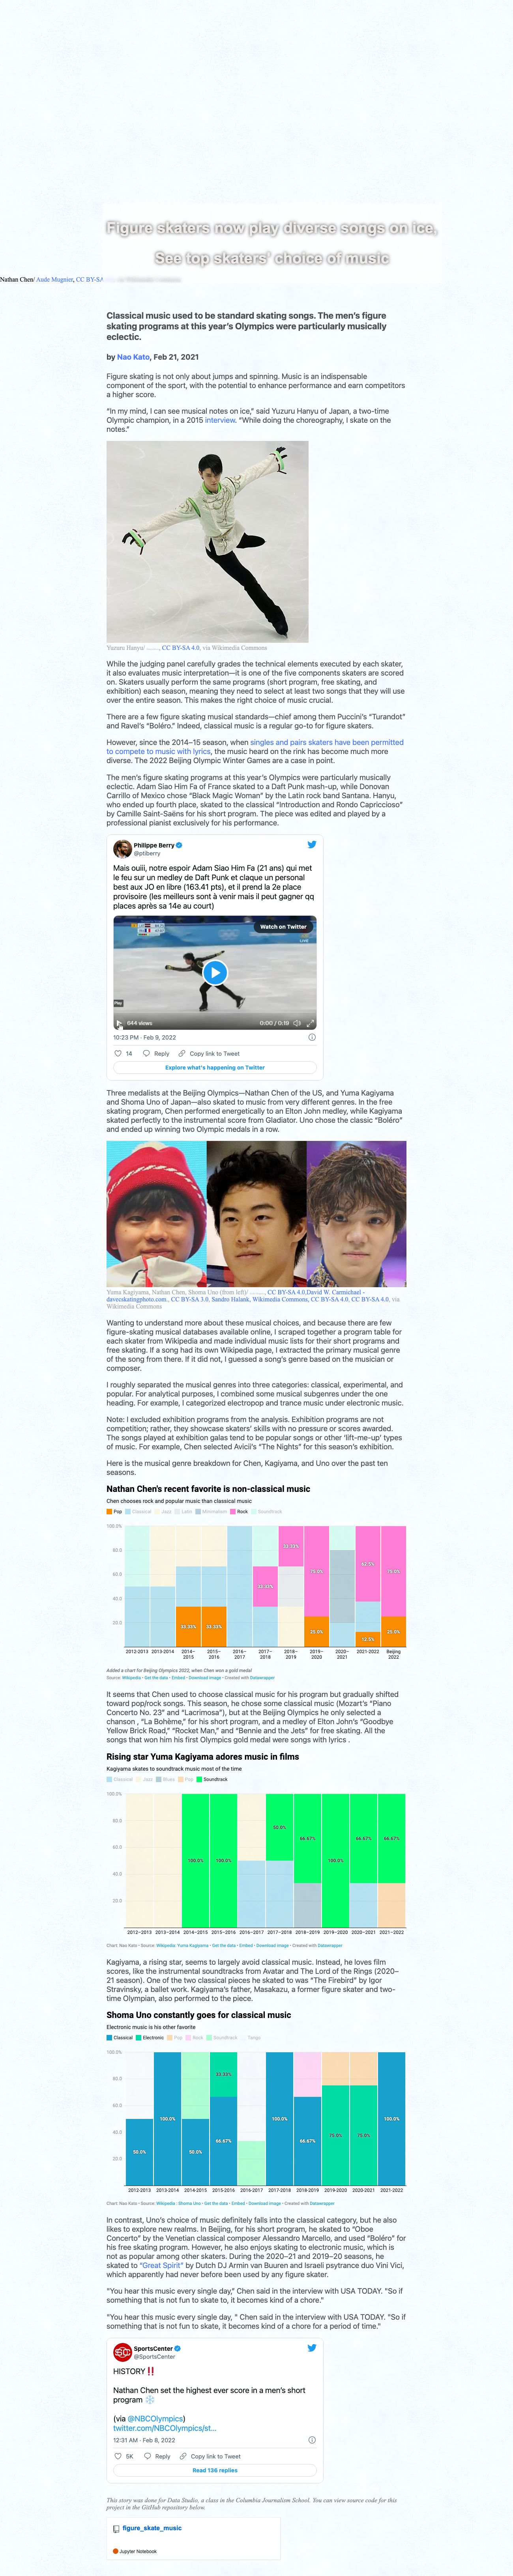 Figure skaters now play diverse songs on ice,
See top skaters' choice of music
Nathan Chen/ Aude Mugnier, CC BY-SA
Classical music used to be standard skating songs. The men's figure
skating programs at this year's Olympics were particularly musically
eclectic.
by Nao Kato, Feb 21, 2021
Figure skating is not only about jumps and spinning. Music is an indispensable
component of the sport, with the potential to enhance performance and earn competitors
a higher score.
"In my mind, I can see musical notes on ice," said Yuzuru Hanyu of Japan, a two-time
Olympic champion, in a 2015 interview. "While doing the choreography, I skate on the
notes."
Yuzuru Hanyu/ ......., CC BY-SA 4.0, via Wikimedia Commons
While the judging panel carefully grades the technical elements executed by each skater,
it also evaluates music interpretation—it is one of the five components skaters are scored
on. Skaters usually perform the same programs (short program, free skating, and
exhibition) each season, meaning they need to select at least two songs that they will use
over the entire season. This makes the right choice of music crucial.
There are a few figure skating musical standards—chief among them Puccini's "Turandot"
and Ravel's "Boléro." Indeed, classical music is a regular go-to for figure skaters.
However, since the 2014–15 season, when singles and pairs skaters have been permitted
to compete to music with lyrics, the music heard on the rink has become much more
diverse. The 2022 Beijing Olympic Winter Games are a case in point.
The men's figure skating programs at this year's Olympics were particularly musically
eclectic. Adam Siao Him Fa of France skated to a Daft Punk mash-up, while Donovan
Carrillo of Mexico chose "Black Magic Woman" by the Latin rock band Santana. Hanyu,
who ended up fourth place, skated to the classical "Introduction and Rondo Capriccioso"
by Camille Saint-Saëns for his short program. The piece was edited and played by a
professional pianist exclusively for his performance.
Philippe Berry
@ptiberry
Mais ouiii, notre espoir Adam Siao Him Fa (21 ans) qui met
le feu sur un medley de Daft Punk et claque un personal
best aux JO en libre (163.41 pts), et il prend la 2e place
provisoire (les meilleurs sont à venir mais il peut gagner qq
places après sa 14e au court)
Watch on Twitter
LIVE
Play
644 views 0:00 / 0:19
10:23 PM · Feb 9, 2022
14 Reply Copy link to Tweet
Explore what's happening on Twitter
Three medalists at the Beijing Olympics—Nathan Chen of the US, and Yuma Kagiyama
and Shoma Uno of Japan—also skated to music from very different genres. In the free
skating program, Chen performed energetically to an Elton John medley, while Kagiyama
skated perfectly to the instrumental score from Gladiator. Uno chose the classic "Boléro"
and ended up winning two Olympic medals in a row.
Yuma Kagiyama, Nathan Chen, Shoma Uno (from left)/ ........., CC BY-SA 4.0,David W. Carmichael -
davecskatingphoto.com., CC BY-SA 3.0, Sandro Halank, Wikimedia Commons, CC BY-SA 4.0, CC BY-SA 4.0, via
Wikimedia Commons
Wanting to understand more about these musical choices, and because there are few
figure-skating musical databases available online, I scraped together a program table for
each skater from Wikipedia and made individual music lists for their short programs and
free skating. If a song had its own Wikipedia page, I extracted the primary musical genre
of the song from there. If it did not, I guessed a song's genre based on the musician or
composer.
I roughly separated the musical genres into three categories: classical, experimental, and
popular. For analytical purposes, I combined some musical subgenres under the one
heading. For example, I categorized electropop and trance music under electronic music.
Note: I excluded exhibition programs from the analysis. Exhibition programs are not
competition; rather, they showcase skaters' skills with no pressure or scores awarded.
The songs played at exhibition galas tend to be popular songs or other 'lift-me-up' types
of music. For example, Chen selected Avicii's "The Nights" for this season's exhibition.
Here is the musical genre breakdown for Chen, Kagiyama, and Uno over the past ten
seasons.
Nathan Chen's recent favorite is non-classical music
Chen chooses rock and popular music than classical music
Pop Classical Jazz Latin Minimalism Rock Soundtrack
100.0%
80.0
60.0
40.0
20.0
33.33% 33.33% 33.33% 33.33% 75.0% 25.0% 62.5% 12.5% 75.0% 25.0%
2012-2013 2013-2014 2014–2015 2015–2016 2016–2017 2017–2018 2018–2019 2019–2020 2020–2021 2021-2022 Beijing 2022
Added a chart for Beijing Olympics 2022, when Chen won a gold medal
Source: Wikipedia · Get the data · Embed · Download image · Created with Datawrapper
It seems that Chen used to choose classical music for his program but gradually shifted
toward pop/rock songs. This season, he chose some classical music (Mozart's "Piano
Concerto No. 23" and "Lacrimosa"), but at the Beijing Olympics he only selected a
chanson , "La Bohème," for his short program, and a medley of Elton John's "Goodbye
Yellow Brick Road," "Rocket Man," and "Bernie and the Jets" for free skating. All the
songs that won him his first Olympic gold medal were songs with lyrics .
Rising star Yuma Kagiyama adores music in films
Kagiyama skates to soundtrack music most of the time
Classical Jazz Blues Pop Soundtrack
100.0%
80.0
60.0
40.0
20.0
100.0% 100.0% 50.0% 66.67% 100.0% 66.67% 66.67%
2012–2013 2013–2014 2014–2015 2015–2016 2016–2017 2017–2018 2018–2019 2019–2020 2020–2021 2021–2022
Chart: Nao Kato · Source: Wikipedia: Yuma Kagiyama · Get the data · Embed · Download image · Created with Datawrapper
Kagiyama, a rising star, seems to largely avoid classical music. Instead, he loves film
scores, like the instrumental soundtracks from Avatar and The Lord of the Rings (2020–
21 season). One of the two classical pieces he skated to was "The Firebird" by Igor
Stravinsky, a ballet work. Kagiyama's father, Masakazu, a former figure skater and two-
time Olympian, also performed to the piece.
Shoma Uno constantly goes for classical music
Electronic music is his other favorite
Classical Electronic Pop Rock Soundtrack Tango
100.0%
80.0
60.0
40.0
20.0
50.0% 100.0% 50.0% 33.33% 66.67% 100.0% 66.67% 75.0% 75.0% 100.0%
2012-2013 2013-2014 2014-2015 2015-2016 2016-2017 2017-2018 2018-2019 2019-2020 2020-2021 2021-2022
Chart: Nao Kato · Source: Wikipedia : Shoma Uno · Get the data · Embed · Download image · Created with Datawrapper
In contrast, Uno's choice of music definitely falls into the classical category, but he also
likes to explore new realms. In Beijing, for his short program, he skated to "Oboe
Concerto" by the Venetian classical composer Alessandro Marcello, and used "Boléro" for
his free skating program. However, he also enjoys skating to electronic music, which is
not as popular among other skaters. During the 2020–21 and 2019–20 seasons, he
skated to "Great Spirit" by Dutch DJ Armin van Buuren and Israeli psytrance duo Vini Vici,
which apparently had never before been used by any figure skater.
"You hear this music every single day," Chen said in the interview with USA TODAY. "So if
something that is not fun to skate to, it becomes kind of a chore."
"You hear this music every single day, " Chen said in the interview with USA TODAY. "So if
something that is not fun to skate, it becomes kind of a chore for a period of time."
SportsCenter
@SportsCenter
HISTORY ‼️
Nathan Chen set the highest ever score in a men's short
program ❄️
(via @NBCOlympics)
twitter.com/NBCOlympics/st...
12:31 AM · Feb 8, 2022
5K Reply Copy link to Tweet
Read 136 replies
This story was done for Data Studio, a class in the Columbia Journalism School. You can view source code for this
project in the GitHub repository below.
figure_skate_music
Jupyter Notebook